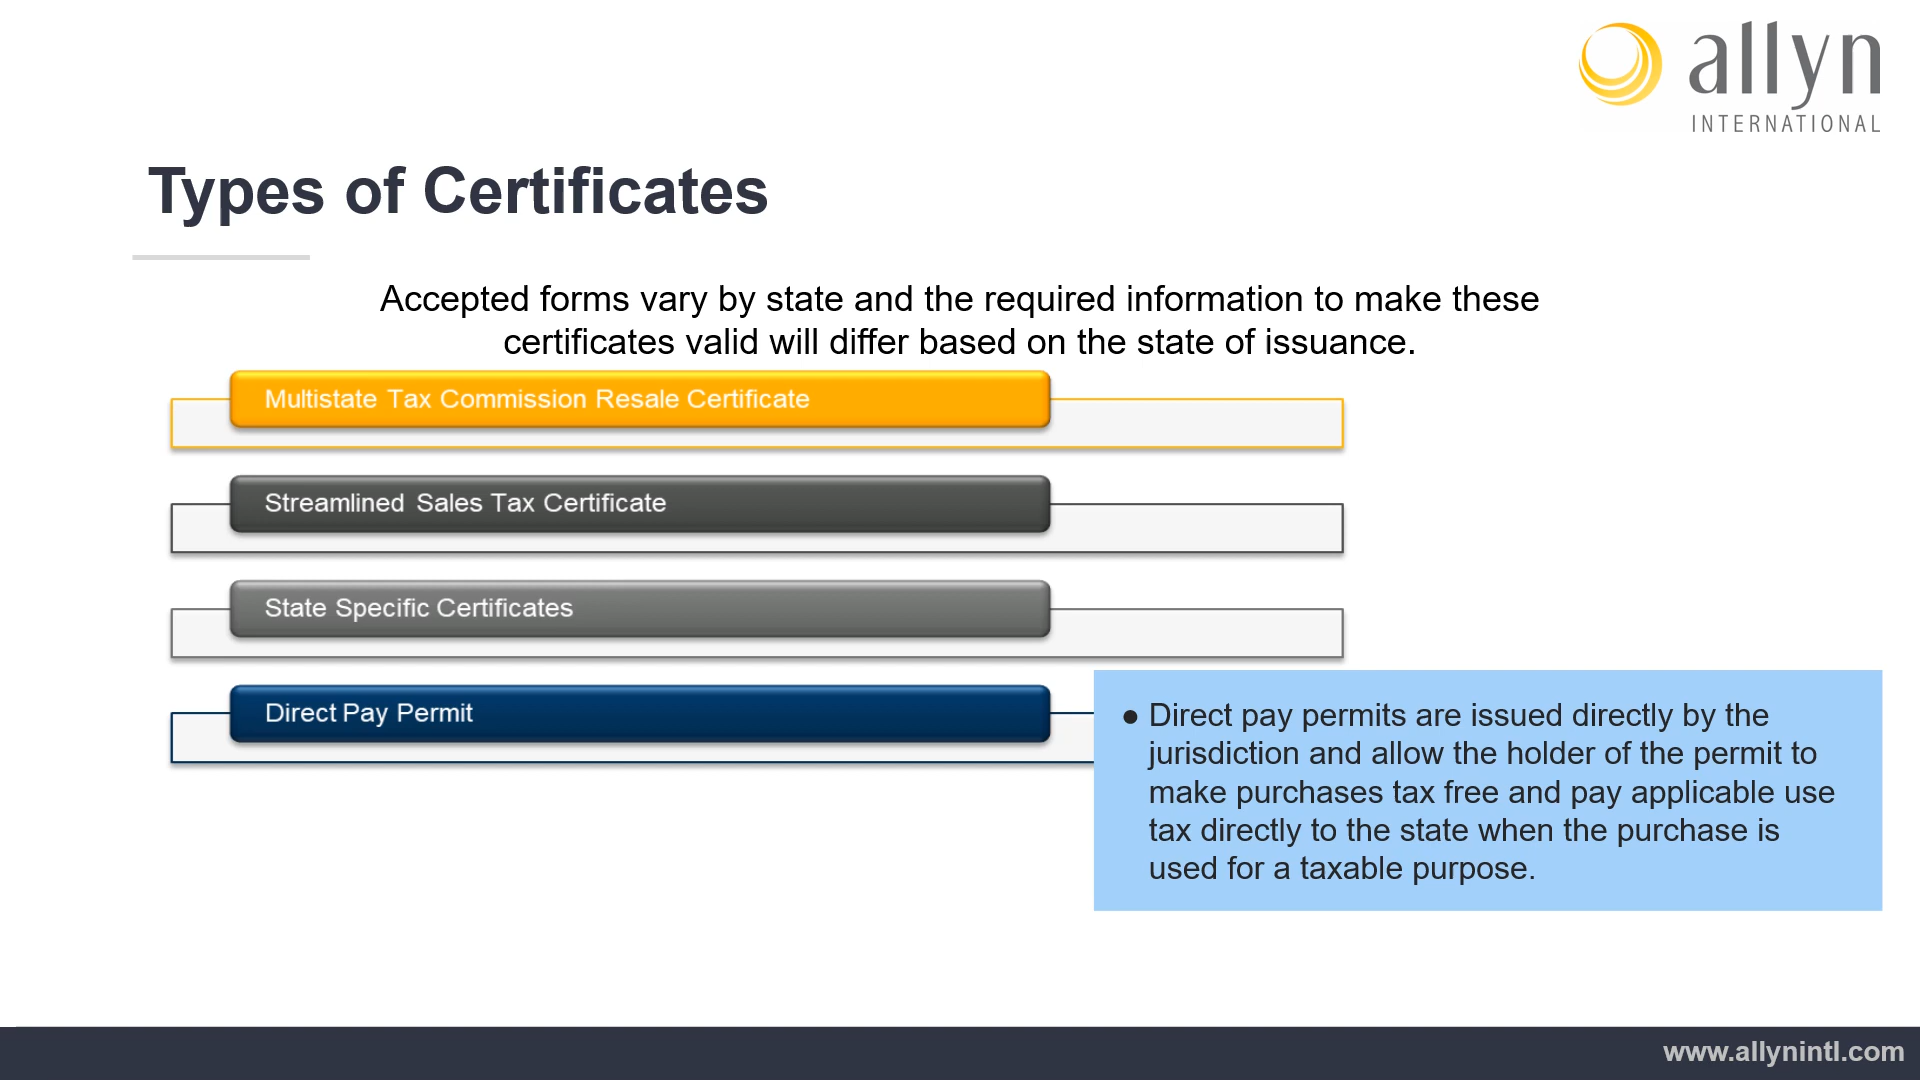 allyn
INTERNATIONAL
Types of Certificates
Accepted forms vary by state and the required information to make these
certificates valid will differ based on the state of issuance.
Multistate Tax Commission Resale Certificate
Streamlined Sales Tax Certificate
State Specific Certificates
Direct Pay Permit
● Direct pay permits are issued directly by the
jurisdiction and allow the holder of the permit to
make purchases tax free and pay applicable use
tax directly to the state when the purchase is
used for a taxable purpose.
www.allynintl.com